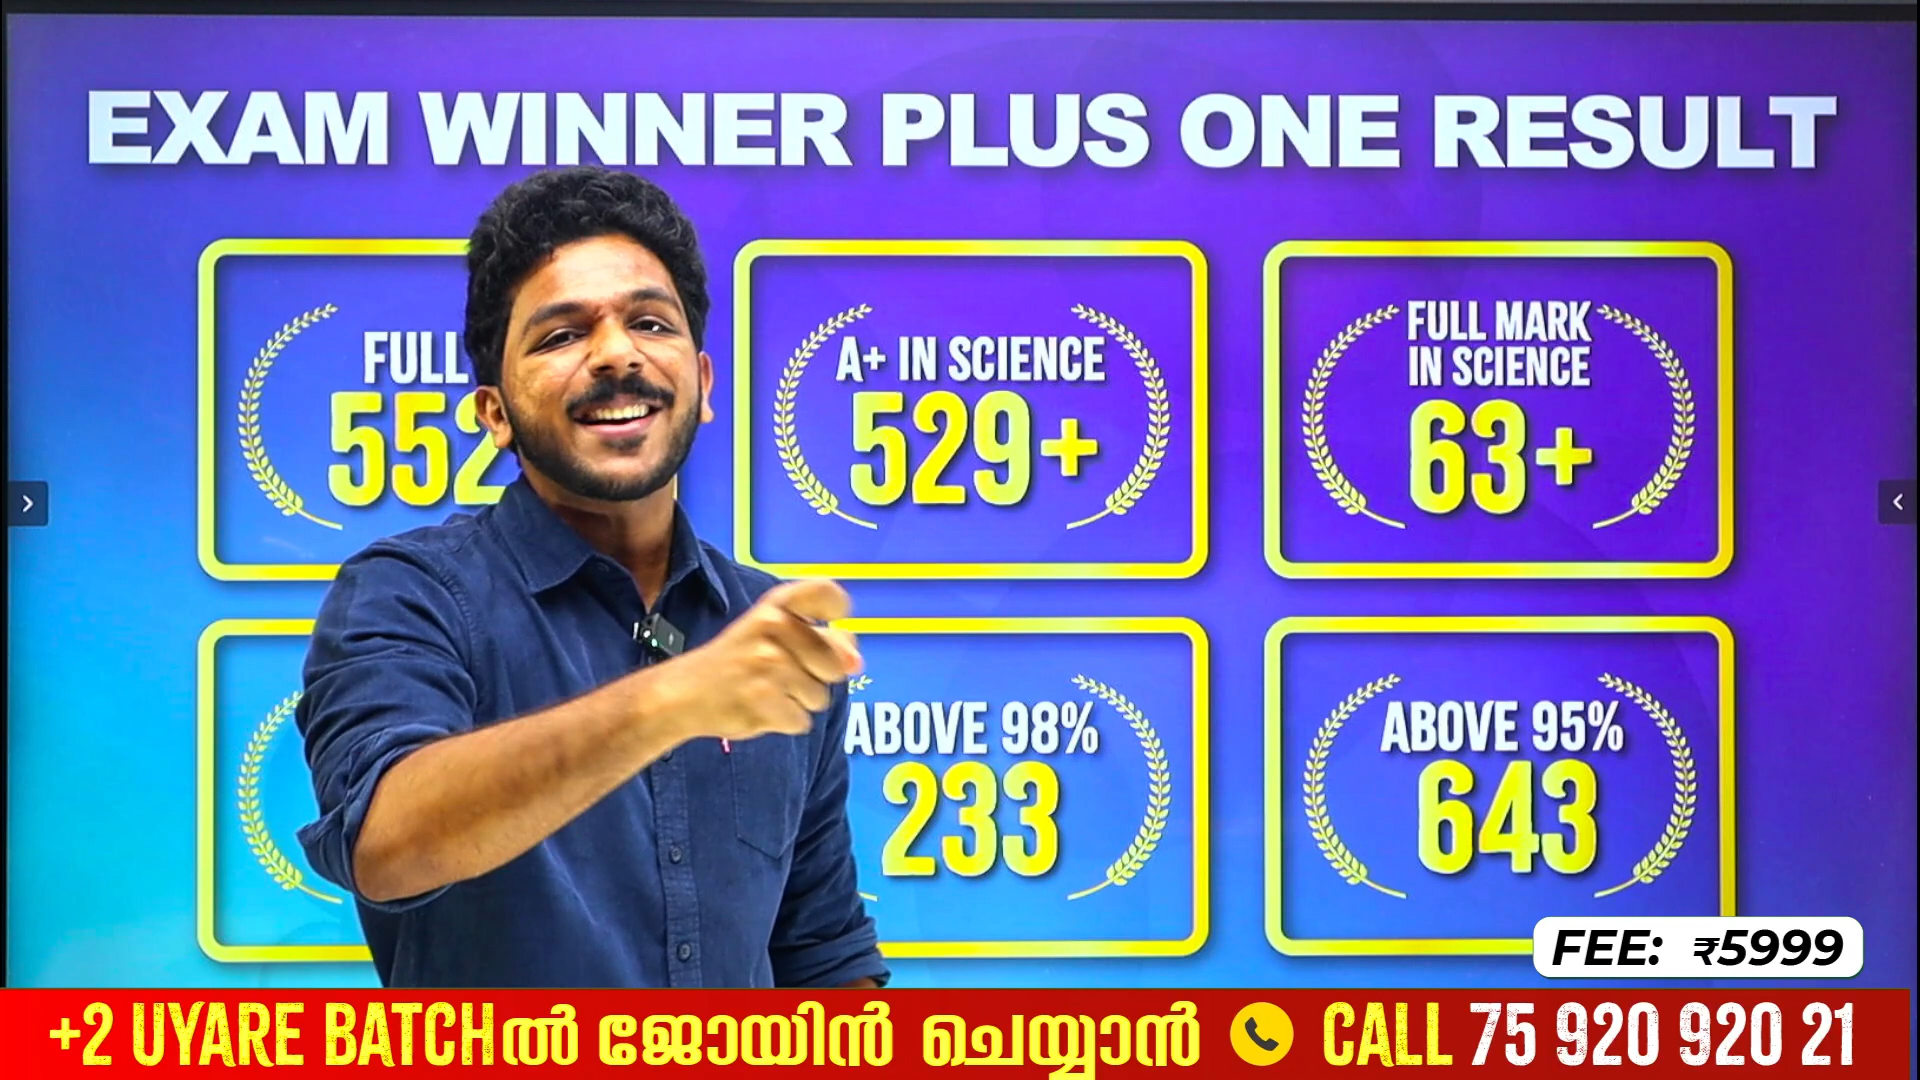 EXAM WINNER PLUS ONE RESULT
FULL
552
A+ IN SCIENCE
529+
FULL MARK
IN SCIENCE
63+
ABOVE 98%
233
ABOVE 95%
643
FEE: ₹5999
+2 UYARE BATCHൽ ജോയിൻ ചെയ്യാൻ CALL 75 920 920 21